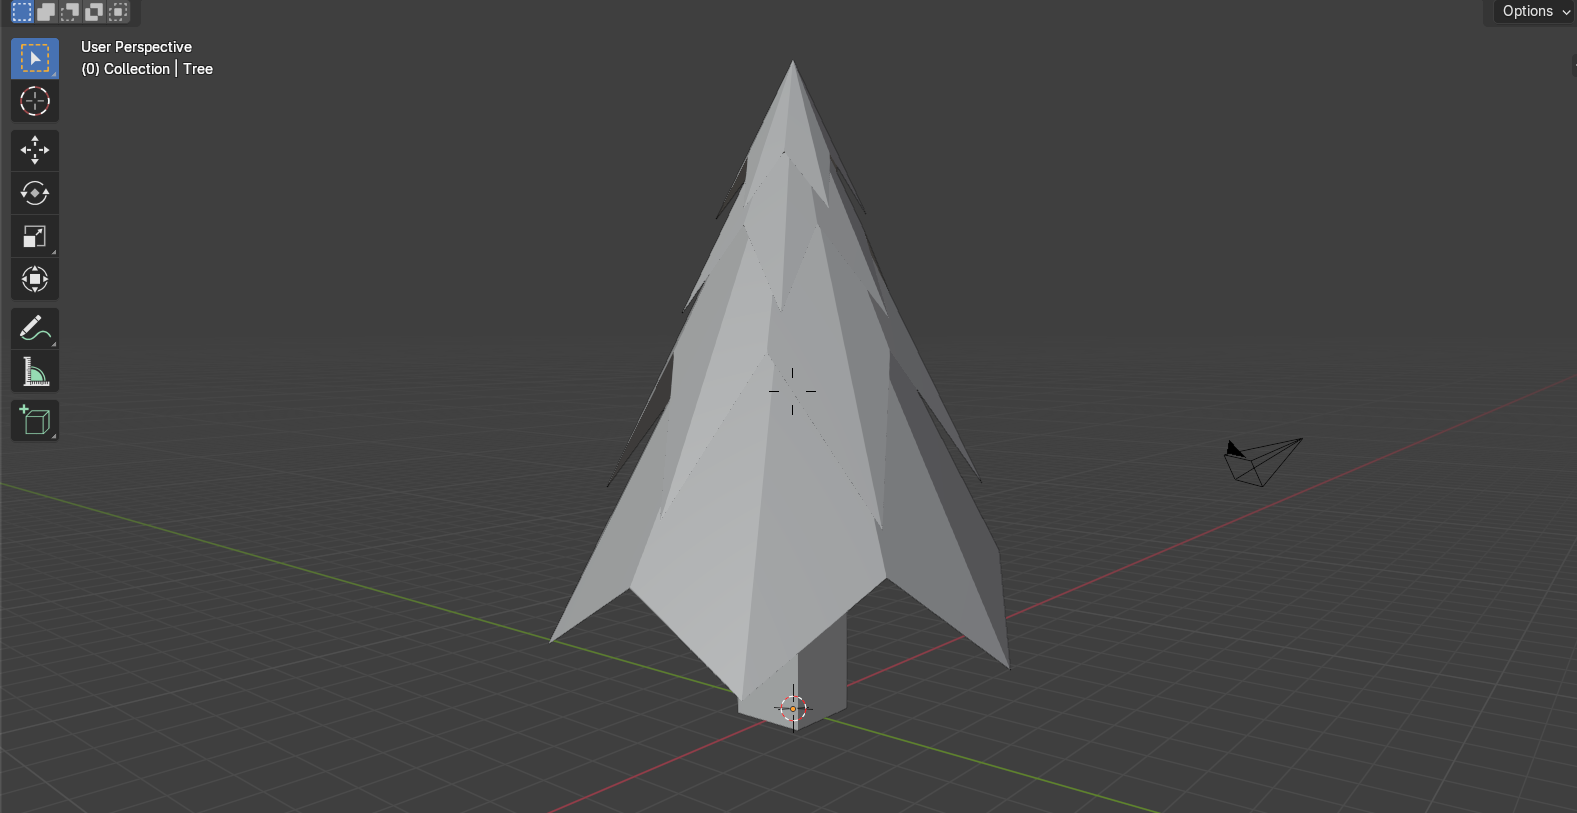 Options
User Perspective
(0) Collection | Tree